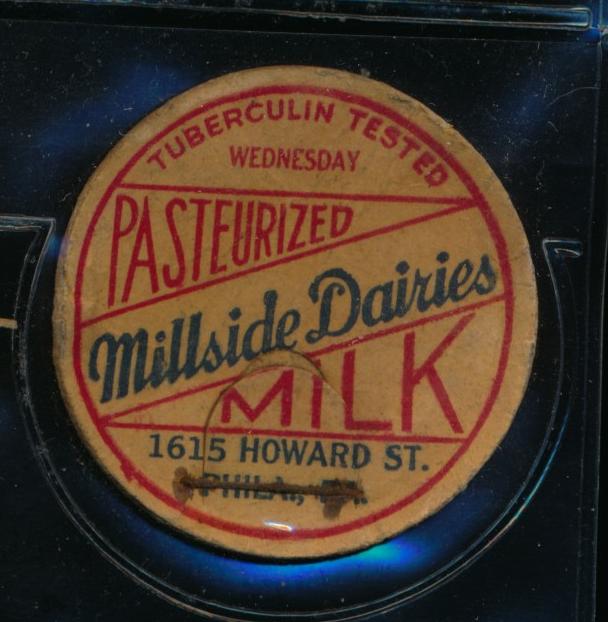 TUBERCULIN TESTED
WEDNESDAY
PASTEURIZED
Millside Dairies
MILK
1615 HOWARD ST.
PHILA., PA.